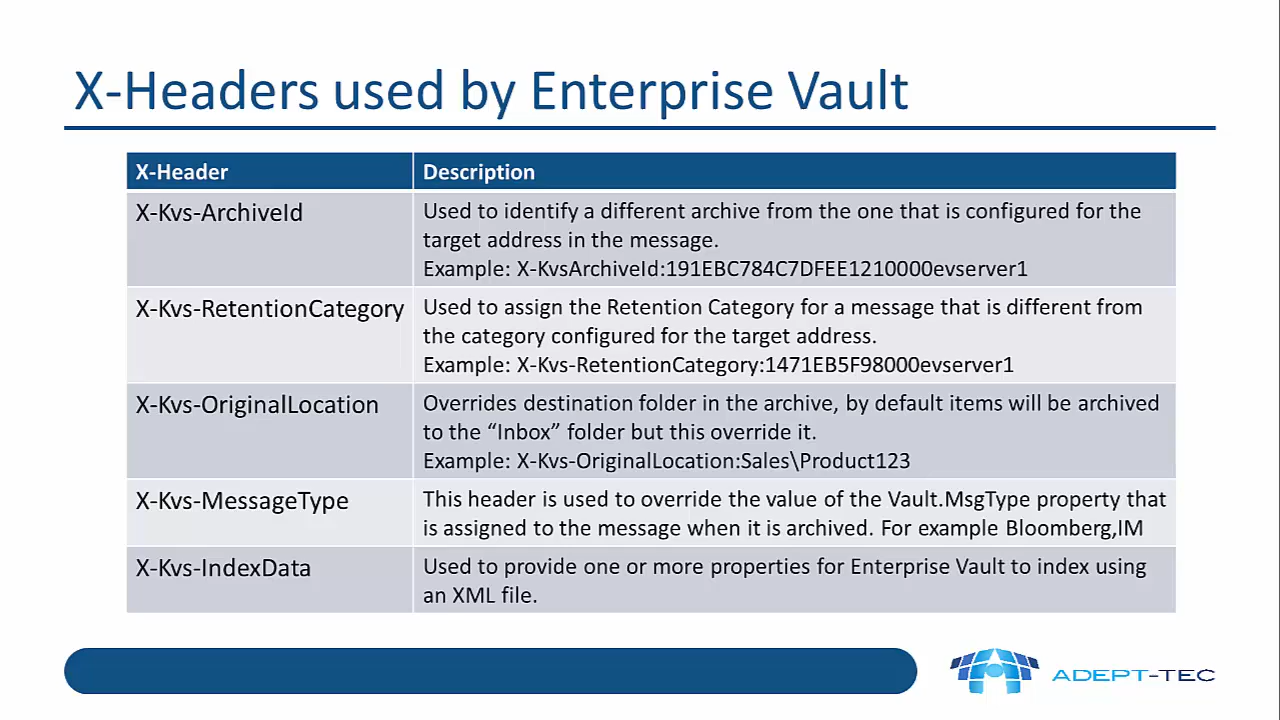 X-Headers used by Enterprise Vault
X-Header
Description
X-Kvs-ArchiveId
Used to identify a different archive from the one that is configured for the
target address in the message.
Example: X-KvsArchiveId:191EBC784C7DFEE1210000evserver1
X-Kvs-RetentionCategory
Used to assign the Retention Category for a message that is different from
the category configured for the target address.
Example: X-Kvs-RetentionCategory:1471EB5F98000evserver1
X-Kvs-OriginalLocation
Overrides destination folder in the archive, by default items will be archived
to the “Inbox” folder but this override it.
Example: X-Kvs-OriginalLocation:Sales\Product123
X-Kvs-MessageType
This header is used to override the value of the Vault.MsgType property that
is assigned to the message when it is archived. For example Bloomberg,IM
X-Kvs-IndexData
Used to provide one or more properties for Enterprise Vault to index using
an XML file.
ADEPT-TEC